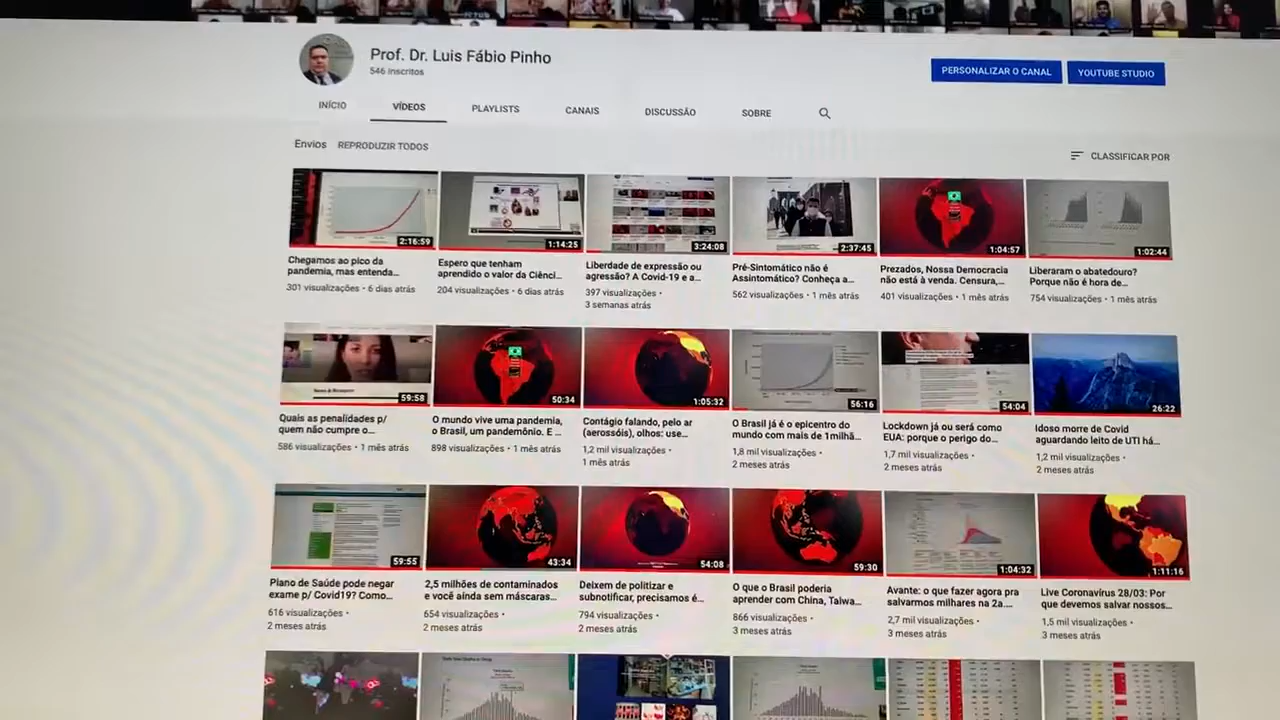 Prof. Dr. Luis Fábio Pinho
546 inscritos
PERSONALIZAR O CANAL
YOUTUBE STUDIO
INÍCIO
VÍDEOS
PLAYLISTS
CANAIS
DISCUSSÃO
SOBRE
Envios
REPRODUZIR TODOS
CLASSIFICAR POR
2:16:59
1:14:25
3:24:08
2:37:45
1:04:57
1:02:44
Chegamos ao pico da
pandemia, mas entenda...
301 visualizações • 6 dias atrás
Espero que tenham
aprendido o valor da Ciênci...
204 visualizações • 6 dias atrás
Liberdade de expressão ou
agressão? A Covid-19 e a...
397 visualizações •
3 semanas atrás
Pré-Sintomático não é
Assintomático? Conheça a...
562 visualizações • 1 mês atrás
Prezados, Nossa Democracia
não está à venda. Censura,...
401 visualizações • 1 mês atrás
Liberaram o abatedouro?
Porque não é hora de...
754 visualizações • 1 mês atrás
59:58
50:34
1:05:32
56:16
54:04
26:22
Quais as penalidades p/
quem não cumpre o...
586 visualizações • 1 mês atrás
O mundo vive uma pandemia,
o Brasil, um pandemônio. E ...
898 visualizações • 1 mês atrás
Contágio falando, pelo ar
(aerossóis), olhos: use...
1,2 mil visualizações •
1 mês atrás
O Brasil já é o epicentro do
mundo com mais de 1milhã...
1,8 mil visualizações •
2 meses atrás
Lockdown já ou será como
EUA: porque o perigo do...
1,7 mil visualizações •
2 meses atrás
Idoso morre de Covid
aguardando leito de UTI há...
1,2 mil visualizações •
2 meses atrás
59:55
43:34
54:08
59:30
1:04:32
1:11:16
Plano de Saúde pode negar
exame p/ Covid19? Como...
616 visualizações •
2 meses atrás
2,5 milhões de contaminados
e você ainda sem máscaras...
654 visualizações •
2 meses atrás
Deixem de politizar e
subnotificar, precisamos é...
794 visualizações •
2 meses atrás
O que o Brasil poderia
aprender com China, Taiwa...
866 visualizações •
3 meses atrás
Avante: o que fazer agora pra
salvarmos milhares na 2a....
2,7 mil visualizações •
3 meses atrás
Live Coronavirus 28/03: Por
que devemos salvar nossos...
1,5 mil visualizações •
3 meses atrás